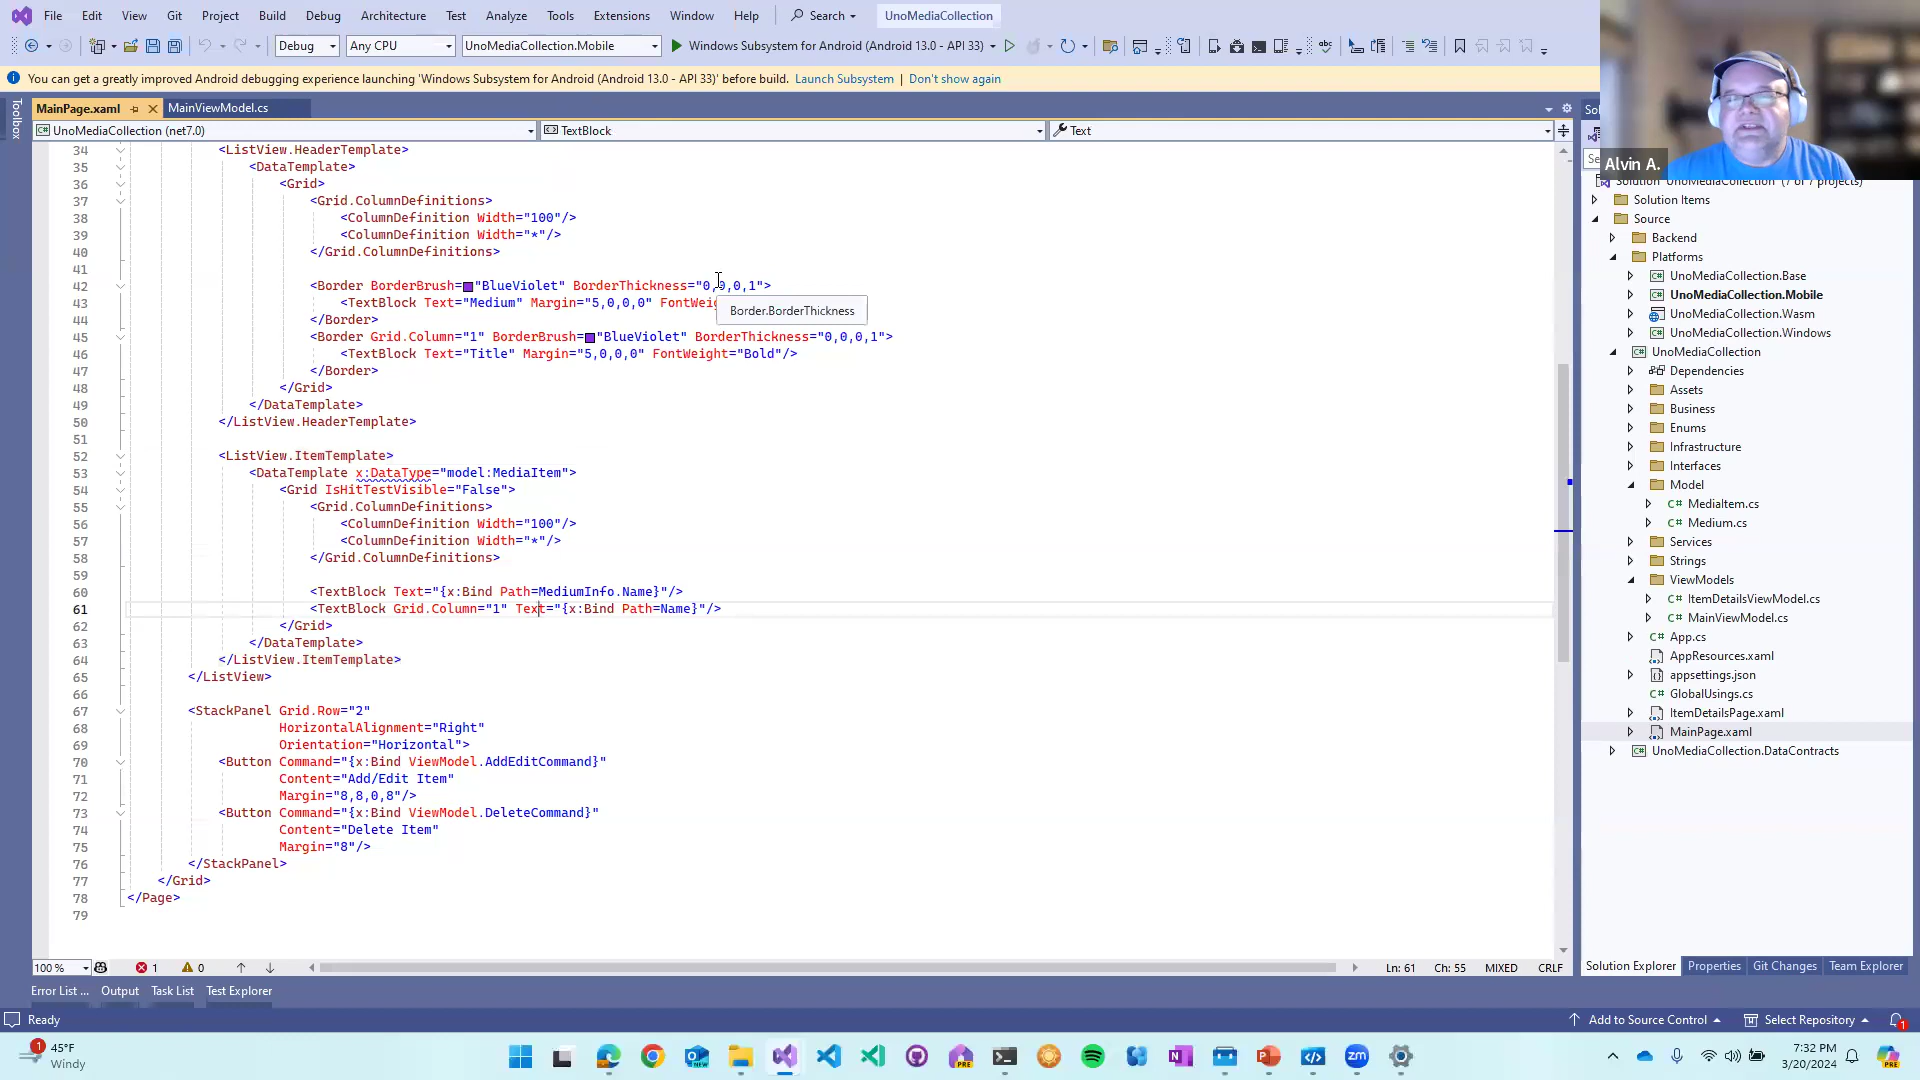 File Edit View Git Project Build Debug Architecture Test Analyze Tools Extensions Window Help Search UnoMediaCollection
Debug Any CPU UnoMediaCollection.Mobile Windows Subsystem for Android (Android 13.0 - API 33)
You can get a greatly improved Android debugging experience launching 'Windows Subsystem for Android (Android 13.0 - API 33)' before build. Launch Subsystem | Don't show again
Toolbox
MainPage.xaml MainViewModel.cs
UnoMediaCollection (net7.0) TextBlock Text
34 <ListView.HeaderTemplate>
35 <DataTemplate>
36 <Grid>
37 <Grid.ColumnDefinitions>
38 <ColumnDefinition Width="100"/>
39 <ColumnDefinition Width="*"/>
40 </Grid.ColumnDefinitions>
41
42 <Border BorderBrush="BlueViolet" BorderThickness="0,0,0,1">
43 <TextBlock Text="Medium" Margin="5,0,0,0"
Border.BorderThickness
44 </Border>
45 <Border Grid.Column="1" BorderBrush="BlueViolet" BorderThickness="0,0,0,1">
46 <TextBlock Text="Title" Margin="5,0,0,0" FontWeight="Bold"/>
47 </Border>
48 </Grid>
49 </DataTemplate>
50 </ListView.HeaderTemplate>
51
52 <ListView.ItemTemplate>
53 <DataTemplate x:DataType="model:MediaItem">
54 <Grid IsHitTestVisible="False">
55 <Grid.ColumnDefinitions>
56 <ColumnDefinition Width="100"/>
57 <ColumnDefinition Width="*"/>
58 </Grid.ColumnDefinitions>
59
60 <TextBlock Text="{x:Bind Path=MediumInfo.Name}"/>
61 <TextBlock Grid.Column="1" Text="{x:Bind Path=Name}"/>
62 </Grid>
63 </DataTemplate>
64 </ListView.ItemTemplate>
65 </ListView>
66
67 <StackPanel Grid.Row="2"
68 HorizontalAlignment="Right"
69 Orientation="Horizontal">
70 <Button Command="{x:Bind ViewModel.AddEditCommand}"
71 Content="Add/Edit Item"
72 Margin="8,8,0,8"/>
73 <Button Command="{x:Bind ViewModel.DeleteCommand}"
74 Content="Delete Item"
75 Margin="8"/>
76 </StackPanel>
77 </Grid>
78 </Page>
79
100 % 1 0 Ln: 61 Ch: 55 MIXED CRLF
Error List ... Output Task List Test Explorer
Alvin A.
Solution 'UnoMediaCollection' (7 of 7 projects)
Solution Items
Source
Backend
Platforms
UnoMediaCollection.Base
UnoMediaCollection.Mobile
UnoMediaCollection.Wasm
UnoMediaCollection.Windows
UnoMediaCollection
Dependencies
Assets
Business
Enums
Infrastructure
Interfaces
Model
C# MediaItem.cs
C# Medium.cs
Services
Strings
ViewModels
C# ItemDetailsViewModel.cs
C# MainViewModel.cs
C# App.cs
AppResources.xaml
appsettings.json
C# GlobalUsings.cs
ItemDetailsPage.xaml
MainPage.xaml
UnoMediaCollection.DataContracts
Solution Explorer Properties Git Changes Team Explorer
Ready Add to Source Control Select Repository 1
1 45°F
Windy
PRE
zm
7:32 PM
3/20/2024
PRE